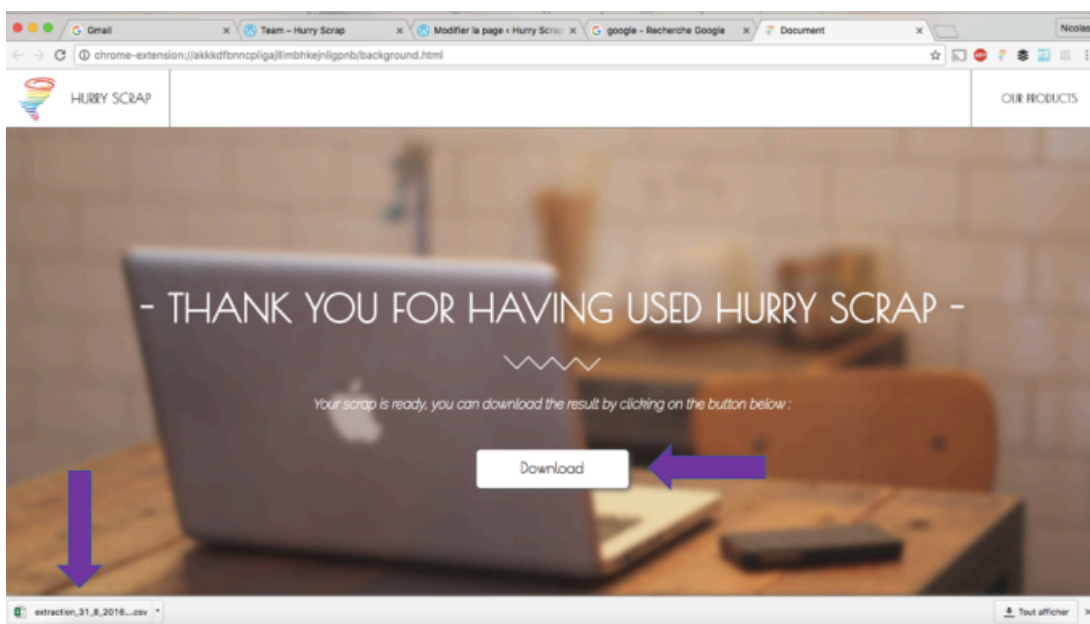 Gmail
Team – Hurry Scrap
Modifier la page ‹ Hurry Scrap
google - Recherche Google
Document
Nicolas
chrome-extension://akkkdfbnncpligajllimbhkejnligpnb/background.html
HURRY SCRAP
OUR PRODUCTS
- THANK YOU FOR HAVING USED HURRY SCRAP -
Your scrap is ready, you can download the result by clicking on the button below :
Download
extraction_31_8_2016....csv
Tout afficher